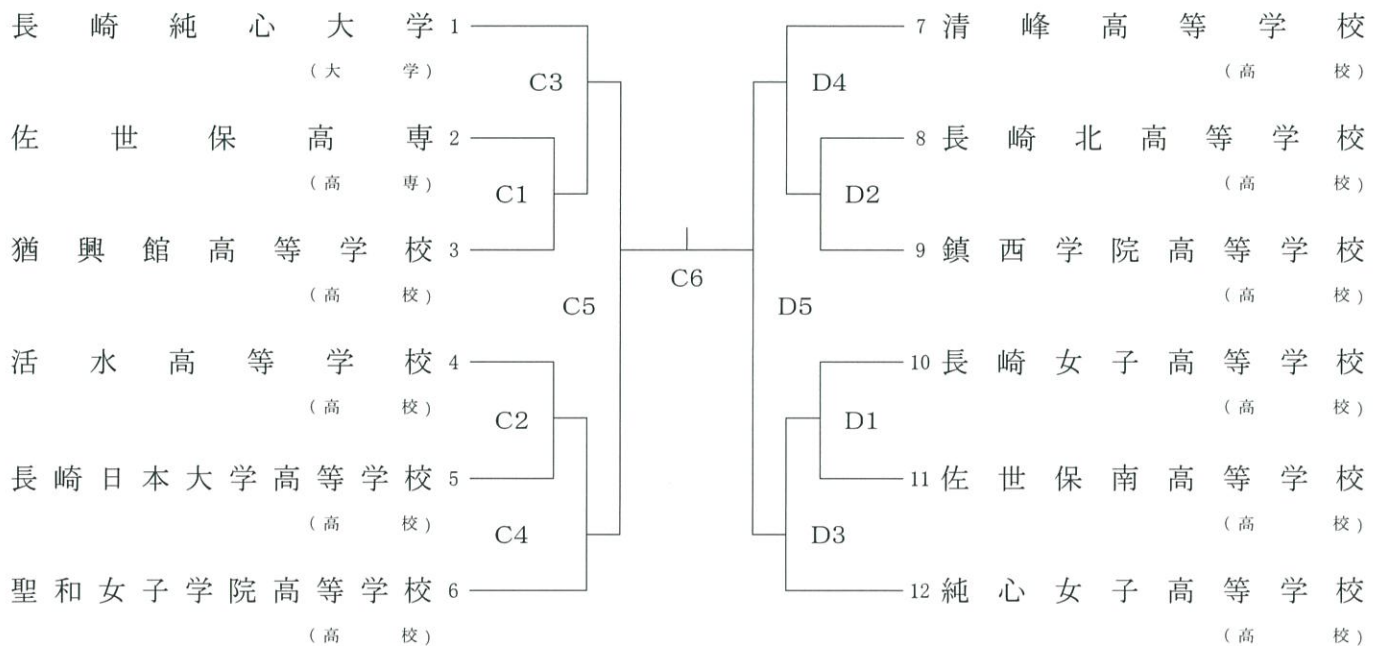 長崎純心大学 1
(大学)
C3
佐世保高専 2
(高専)
C1
猶興館高等学校 3
(高校)
C5
活水高等学校 4
(高校)
C2
長崎日本大学高等学校 5
(高校)
C4
聖和女子学院高等学校 6
(高校)
C6
7 清峰高等学校
(高校)
D4
8 長崎北高等学校
(高校)
D2
9 鎮西学院高等学校
(高校)
D5
10 長崎女子高等学校
(高校)
D1
11 佐世保南高等学校
(高校)
D3
12 純心女子高等学校
(高校)